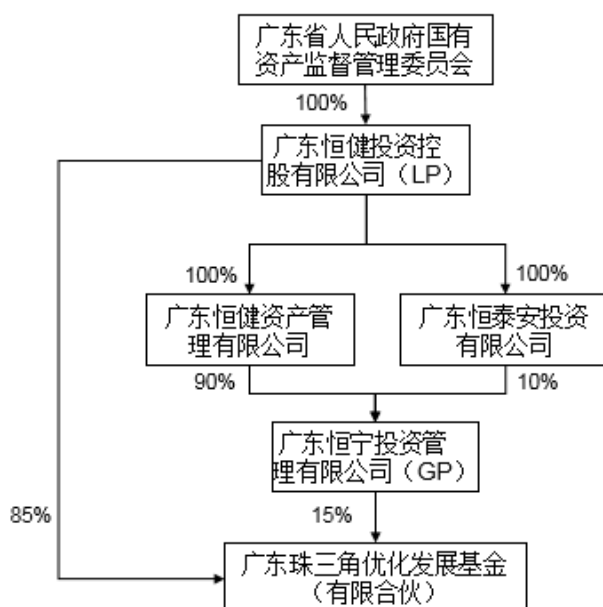 广东省人民政府国有
资产监督管理委员会
100%
广东恒健投资控
股有限公司（LP）
100%
100%
广东恒健资产管
理有限公司
广东恒泰安投资
有限公司
90%
10%
广东恒宁投资管
理有限公司（GP）
85%
15%
广东珠三角优化发展基金
（有限合伙）